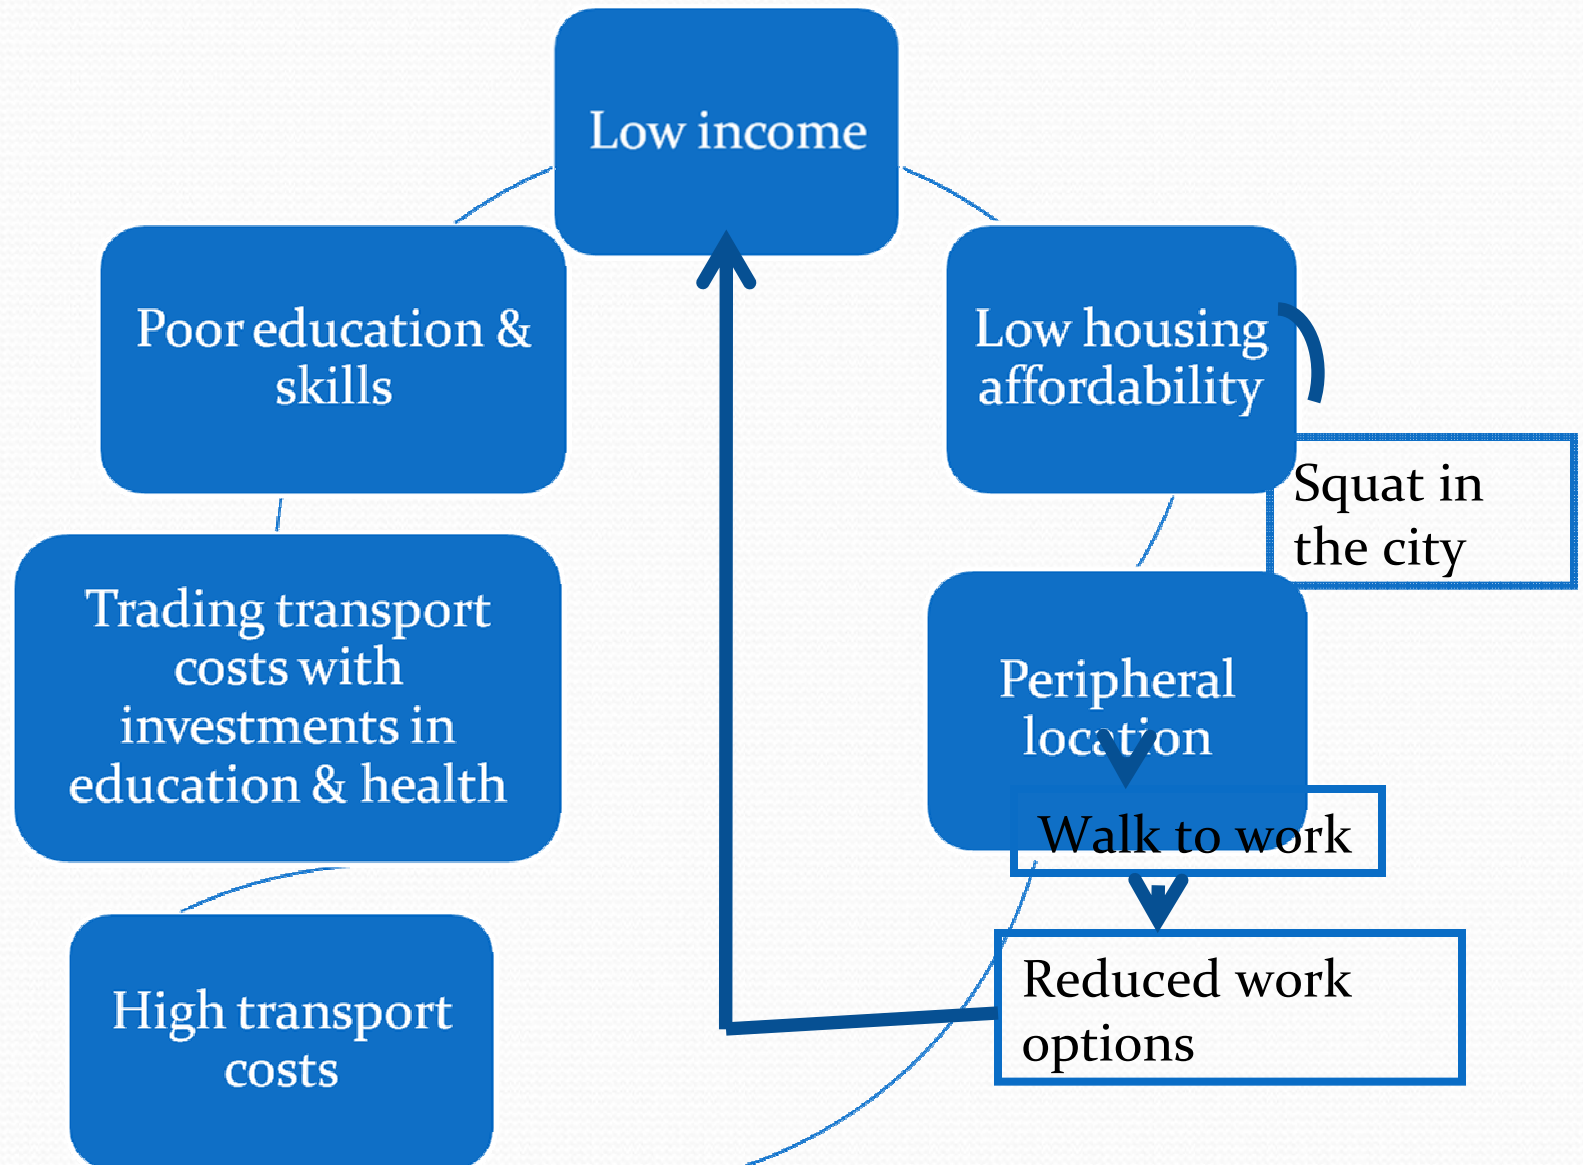 Low income
Poor education &
skills
Low housing
affordability
Squat in
the city
Trading transport
costs with
investments in
education & health
Peripheral
location
Walk to work
High transport
costs
Reduced work
options